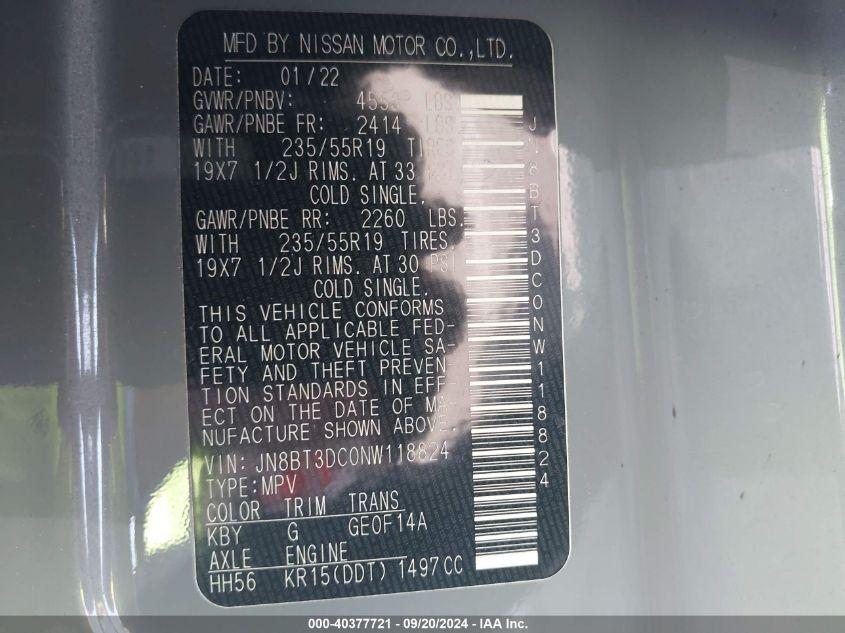 MFD BY NISSAN MOTOR CO.,LTD.
DATE: 01/22
GVWR/PNBV: LBS
GAWR/PNBE FR: 2414 LBS
WITH 235/55R19 TIRES
19X7 1/2J RIMS. AT 33
COLD SINGLE.
GAWR/PNBE RR: 2260 LBS.
WITH 235/55R19 TIRES
19X7 1/2J RIMS. AT 30 PSI
COLD SINGLE.
THIS VEHICLE CONFORMS
TO ALL APPLICABLE FED-
ERAL MOTOR VEHICLE SA-
FETY AND THEFT PREVEN
TION STANDARDS IN EFF-
ECT ON THE DATE OF MA-
NUFACTURE SHOWN ABOVE.
VIN: JN8BT3DC0NW118824
TYPE:MPV
COLOR TRIM TRANS
KBY G GE0F14A
AXLE ENGINE
HH56 KR15(DDT) 1497CC
JN8BT3DC0NW118824
000-40377721 - 09/20/2024 - IAA Inc.